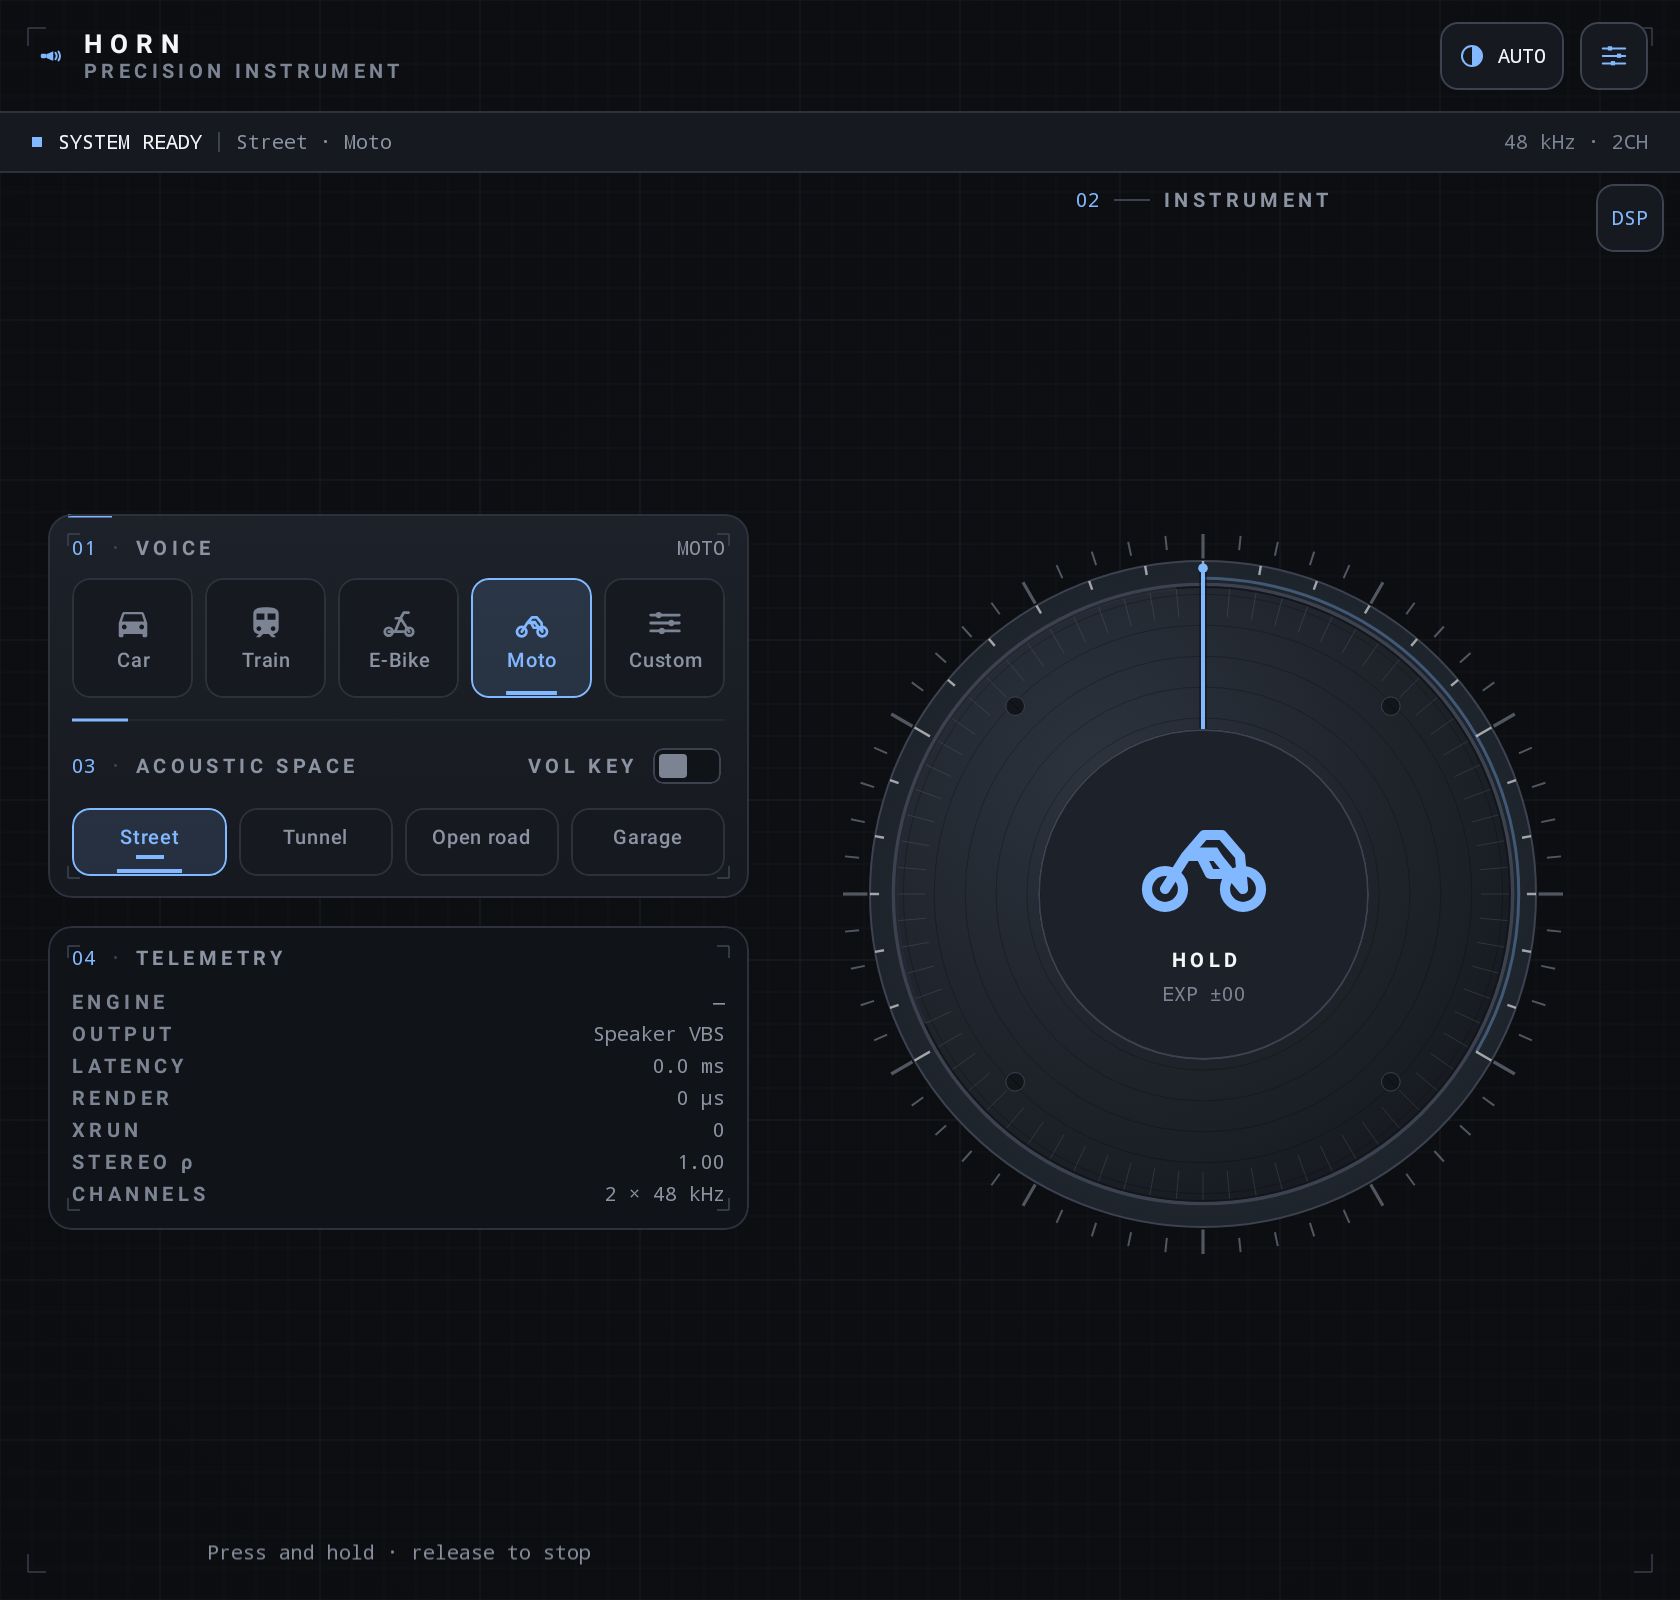 HORN
PRECISION INSTRUMENT
AUTO
SYSTEM READY
Street · Moto
48 kHz · 2CH
02 — INSTRUMENT
DSP
01 · VOICE
MOTO
Car
Train
E-Bike
Moto
Custom
03 · ACOUSTIC SPACE
VOL KEY
Street
Tunnel
Open road
Garage
HOLD
EXP ±00
04 · TELEMETRY
ENGINE —
OUTPUT Speaker VBS
LATENCY 0.0 ms
RENDER 0 µs
XRUN 0
STEREO ρ 1.00
CHANNELS 2 × 48 kHz
Press and hold · release to stop